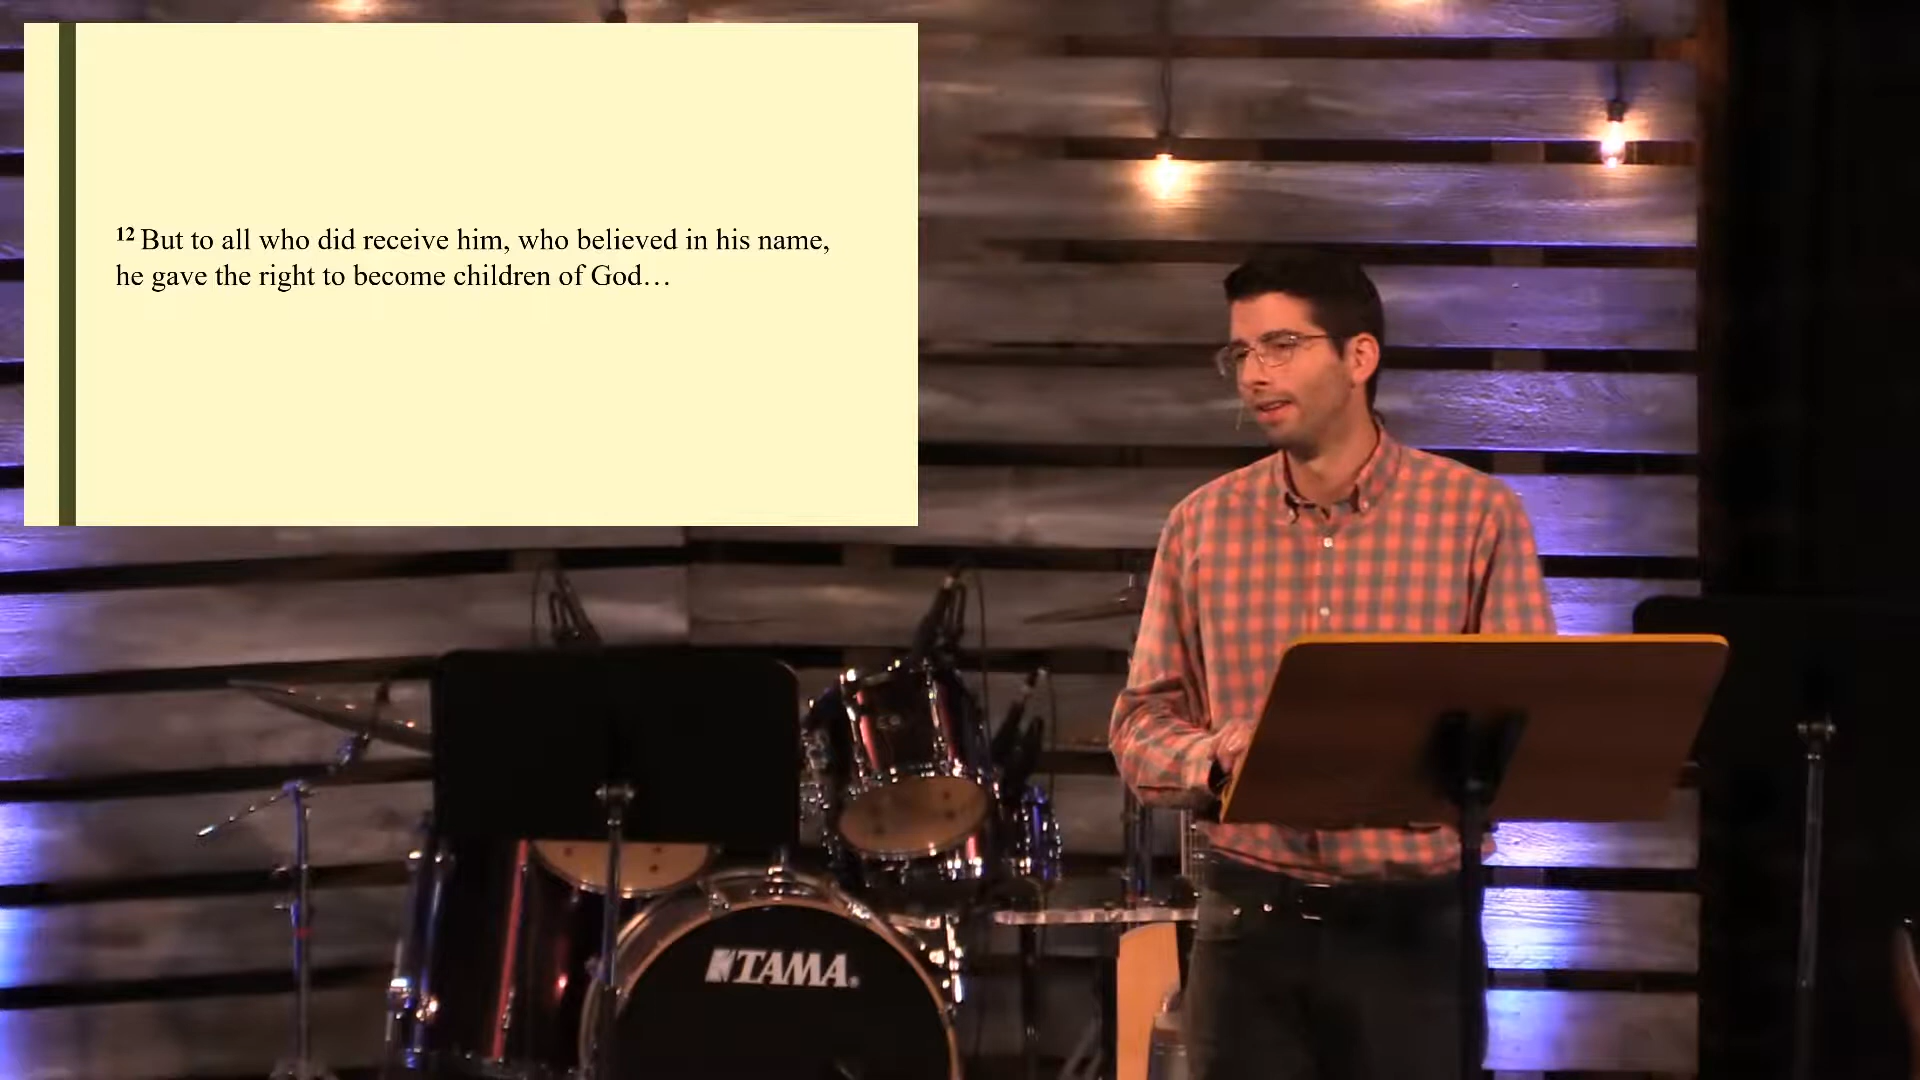 12 But to all who did receive him, who believed in his name,
he gave the right to become children of God…
TAMA